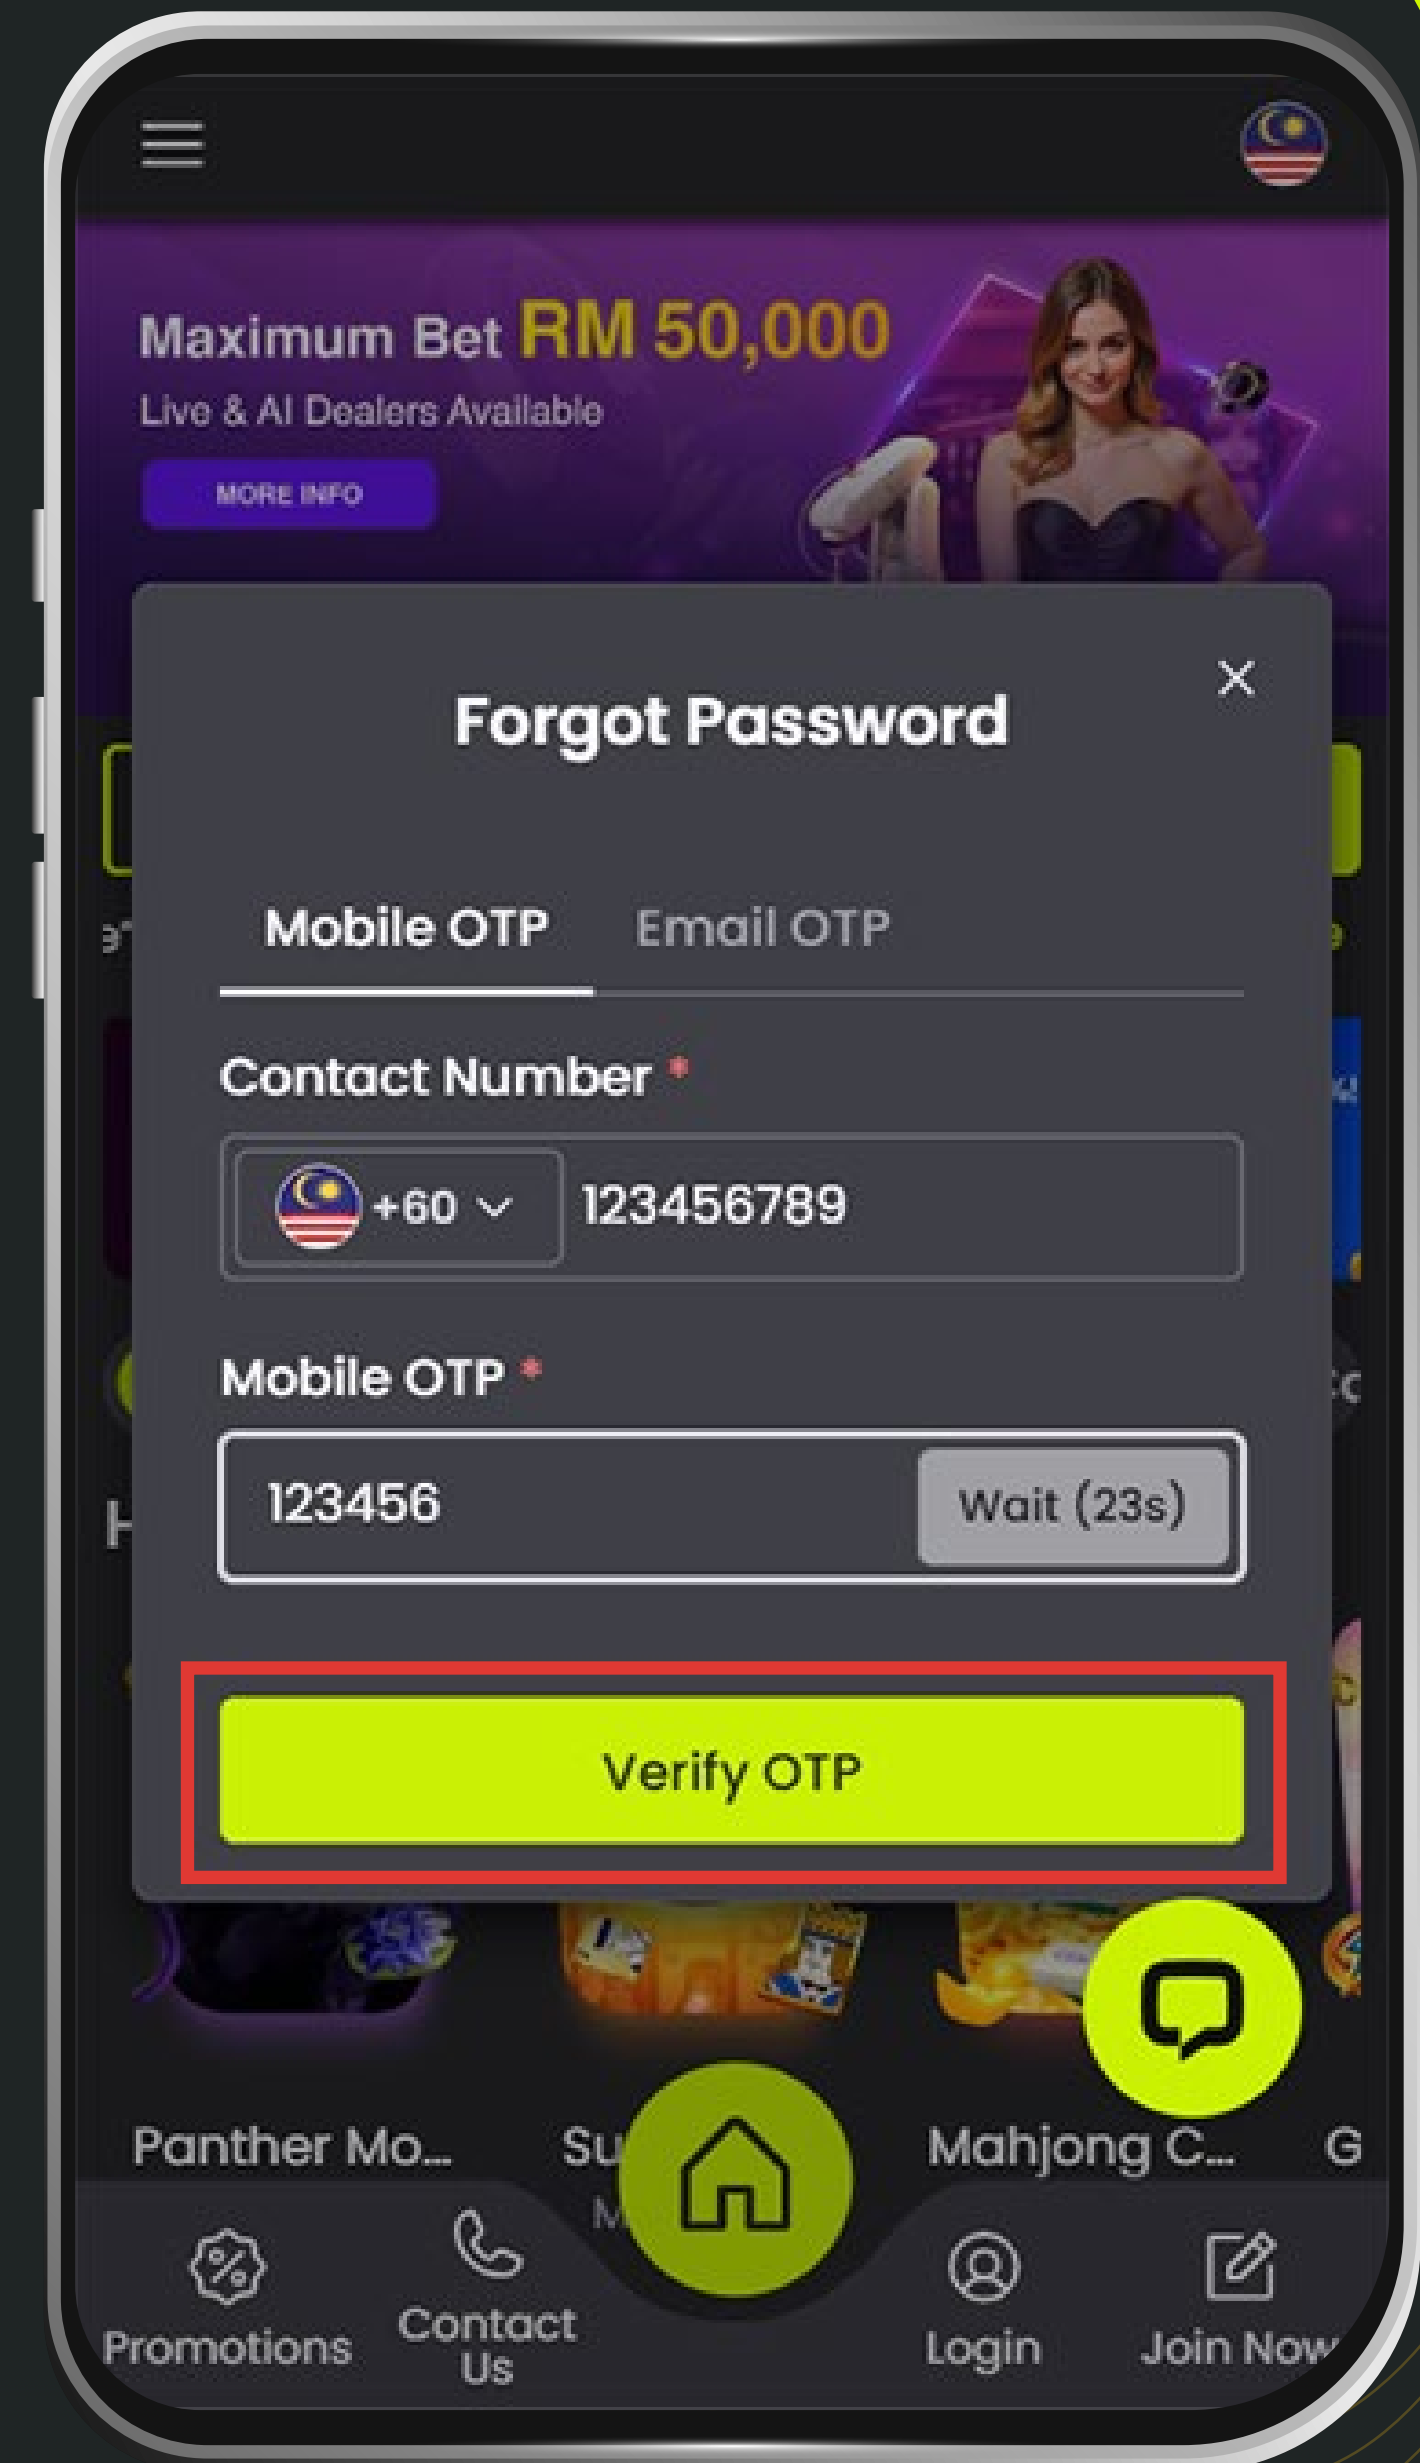 Maximum Bet RM 50,000
Live & AI Dealers Available
MORE INFO
Forgot Password
Mobile OTP Email OTP
Contact Number *
+60 123456789
Mobile OTP *
123456 Wait (23s)
Verify OTP
Panther Mo... Su Mahjong C... G
M
Promotions
Contact
Us
Login
Join Now